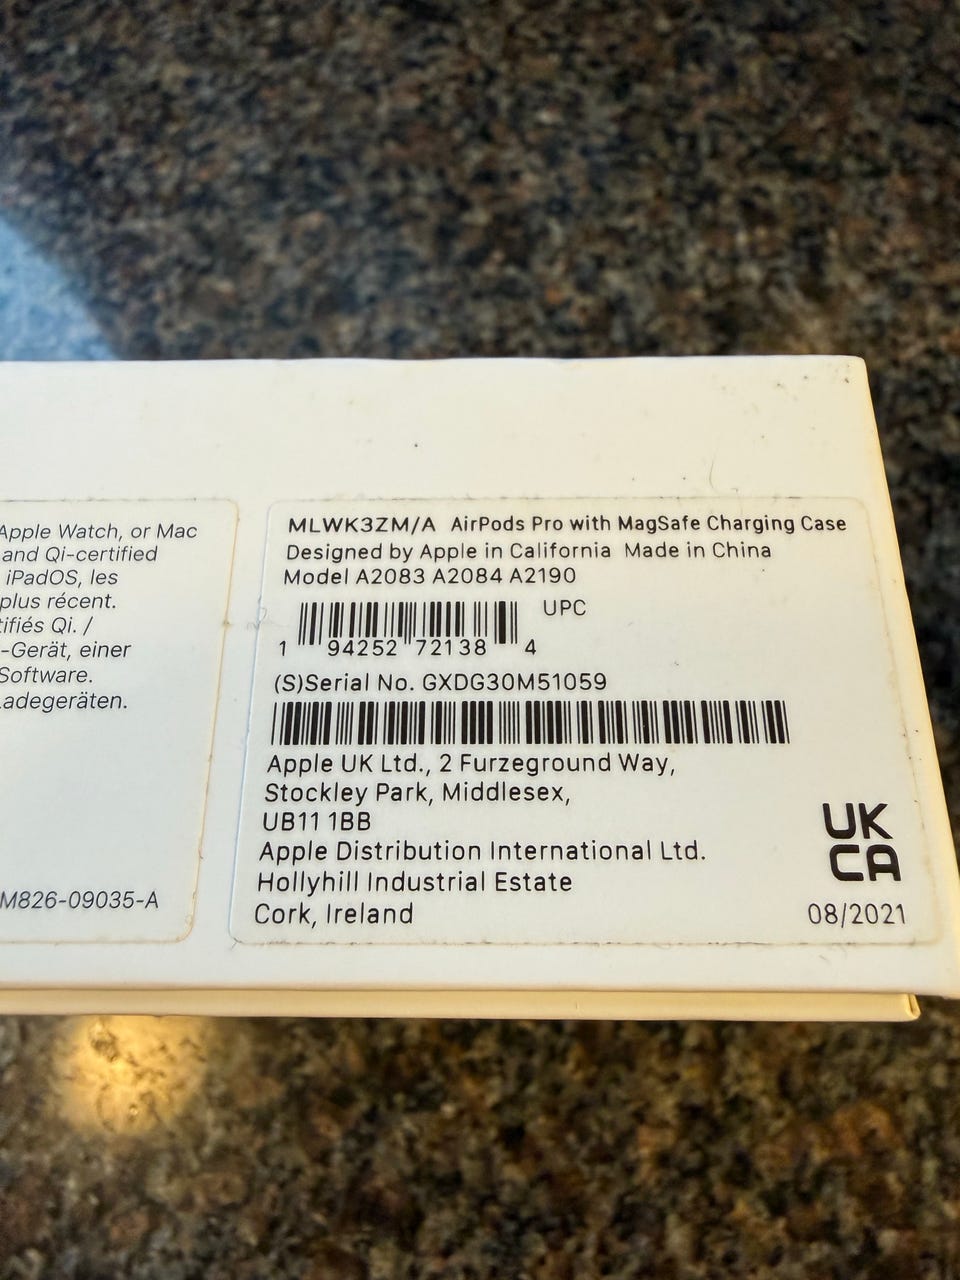 Apple Watch, or Mac
and Qi-certified
iPadOS, les
plus récent.
tifiés Qi. /
-Gerät, einer
Software.
adegeräten.
M826-09035-A
MLWK3ZM/A AirPods Pro with MagSafe Charging Case
Designed by Apple in California Made in China
Model A2083 A2084 A2190
UPC
1 94252 72138 4
(S)Serial No. GXDG30M51059
Apple UK Ltd., 2 Furzeground Way,
Stockley Park, Middlesex,
UB11 1BB
Apple Distribution International Ltd.
Hollyhill Industrial Estate
Cork, Ireland
UK
CA
08/2021